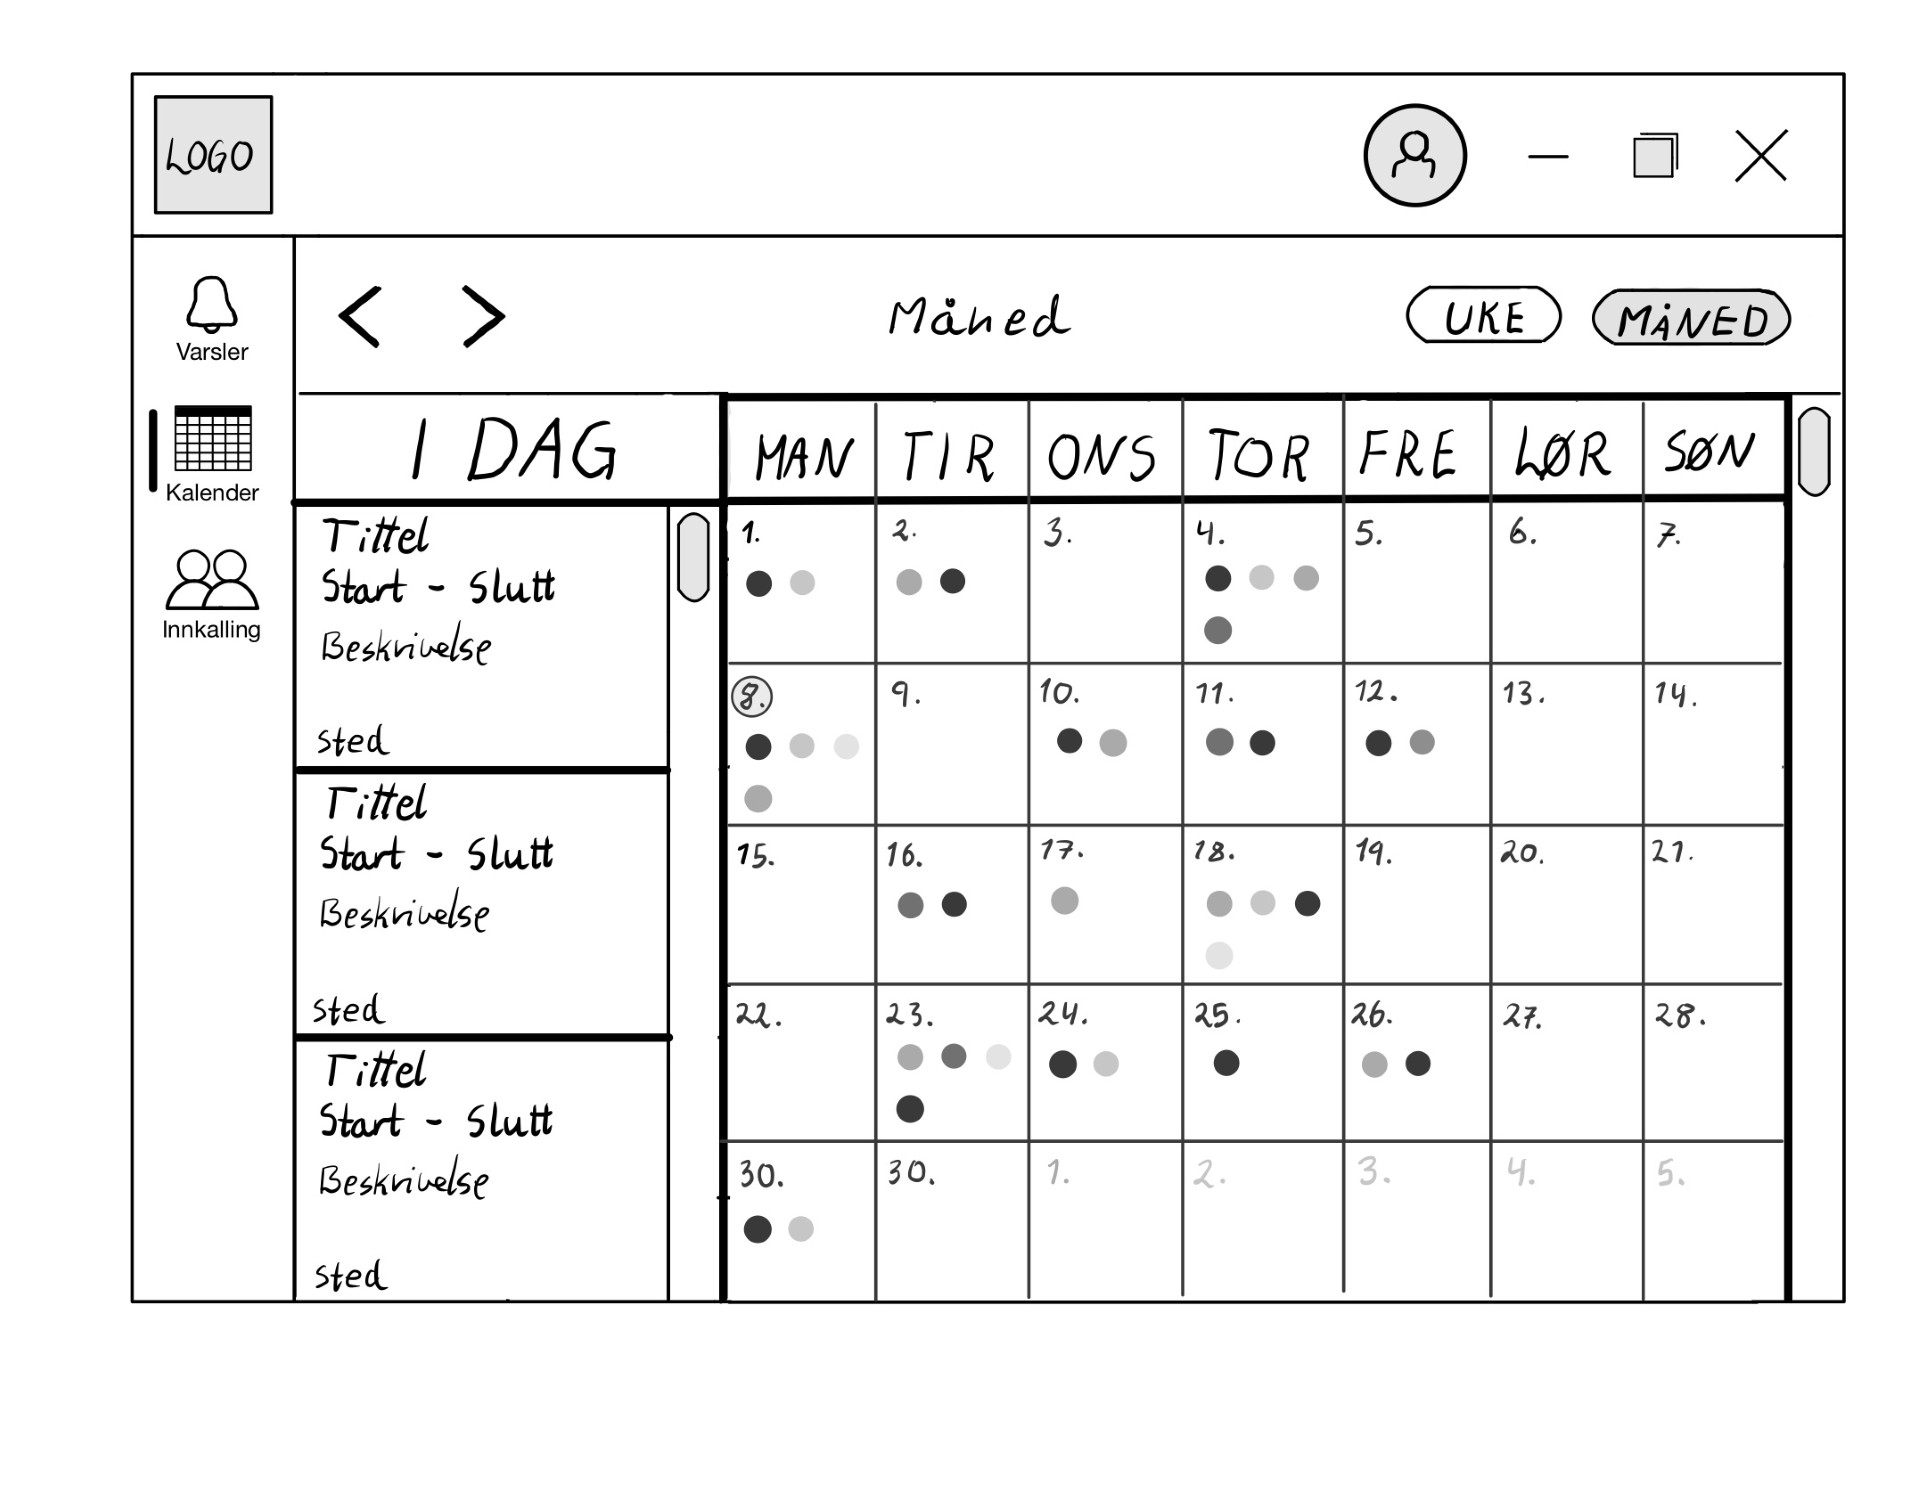 LOGO
Varsler
Kalender
Innkalling
Måned
UKE
MÅNED
I DAG
Tittel
Start - Slutt
Beskrivelse
sted
Tittel
Start - Slutt
Beskrivelse
sted
Tittel
Start - Slutt
Beskrivelse
sted
MAN TIR ONS TOR FRE LØR SØN
1. 2. 3. 4. 5. 6. 7.
8. 9. 10. 11. 12. 13. 14.
15. 16. 17. 18. 19. 20. 21.
22. 23. 24. 25. 26. 27. 28.
30. 30. 1. 2. 3. 4. 5.